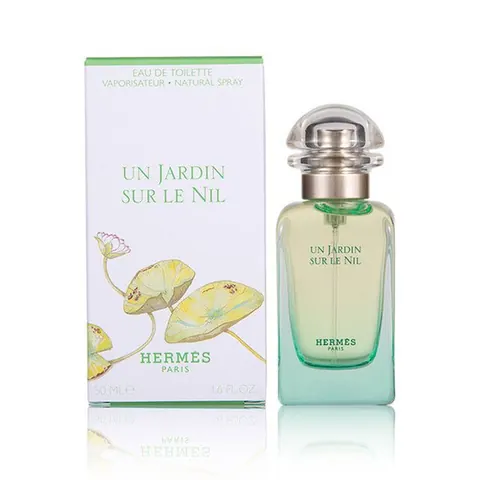 EAU DE TOILETTE
VAPORISATEUR • NATURAL SPRAY
UN JARDIN
SUR LE NIL
HERMÈS
PARIS
50 ML ℮ 1.6 FL.OZ.
UN JARDIN
SUR LE NIL
HERMÈS
PARIS